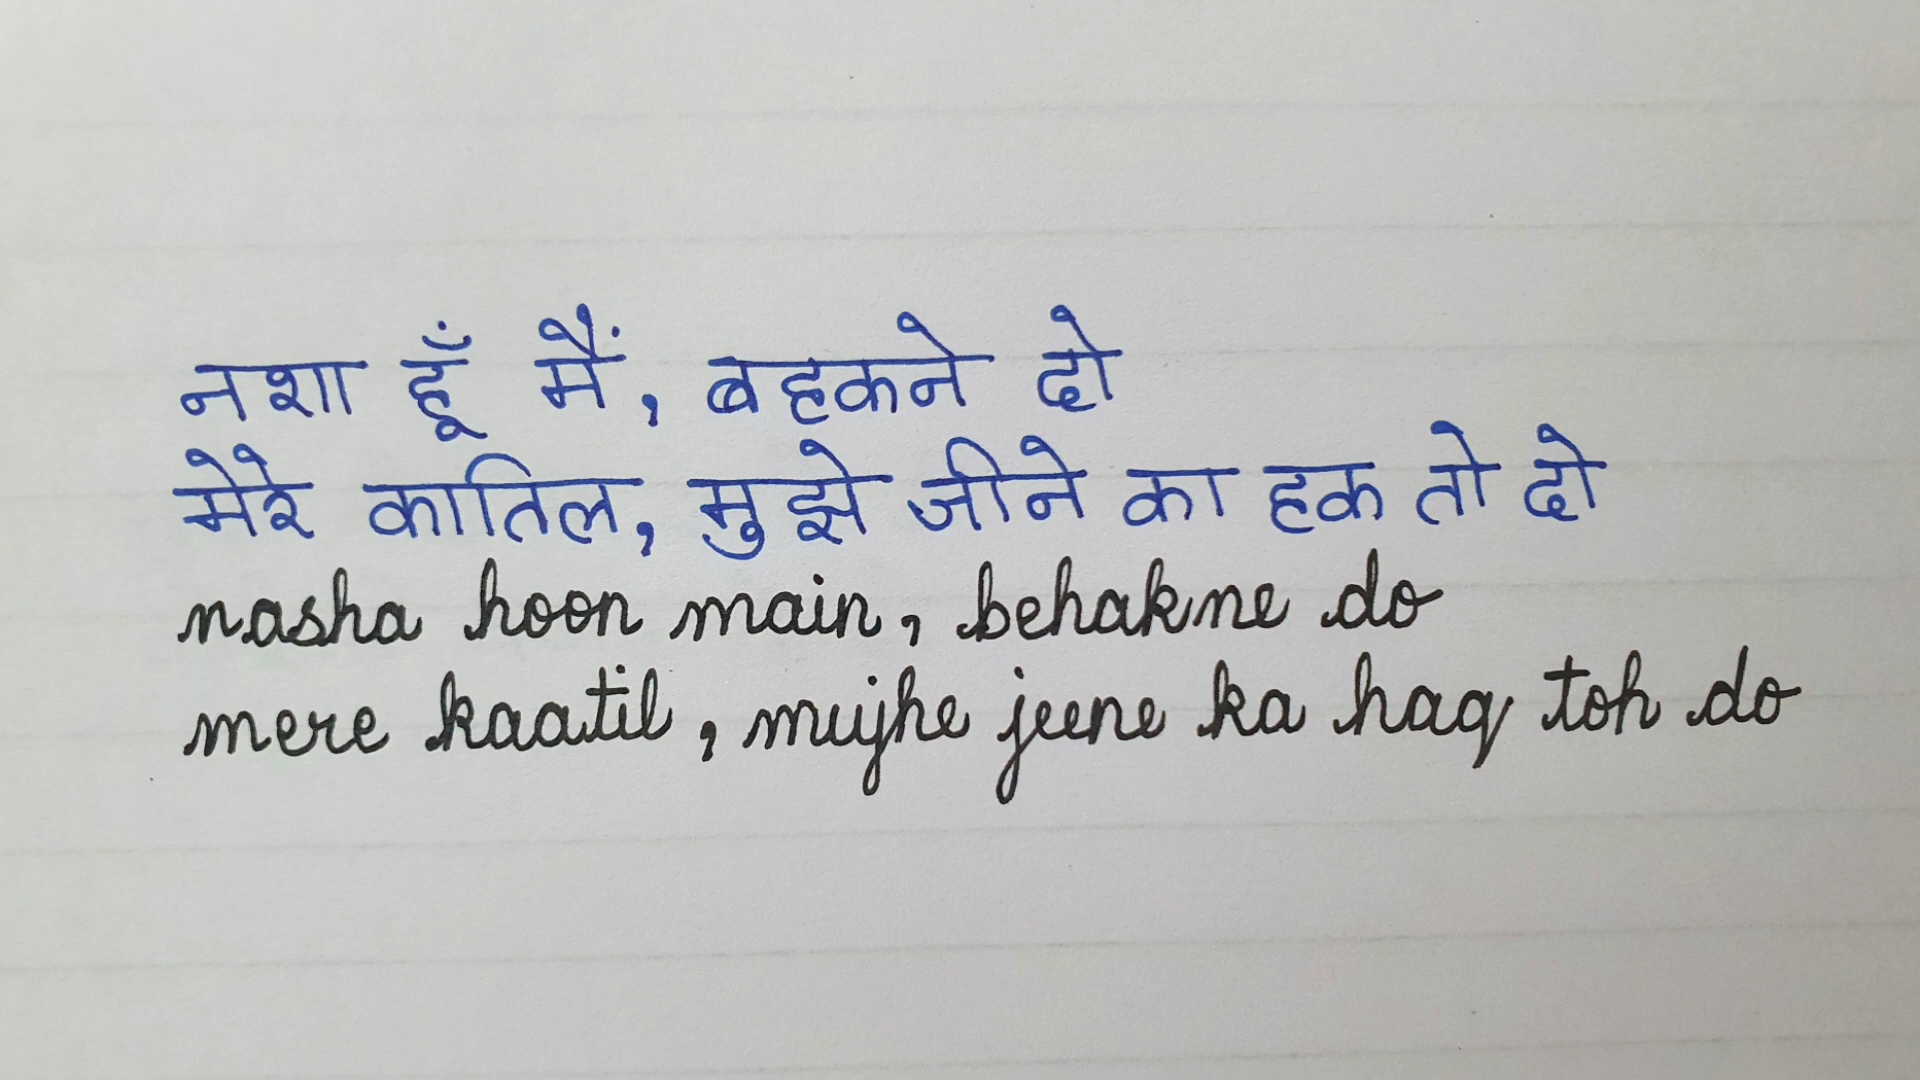 नशा हूँ मैं, बहकने दो
मेरे कातिल, मुझे जीने का हक तो दो
nasha hoon main, behakne do
mere kaatil, mujhe jeene ka haq toh do